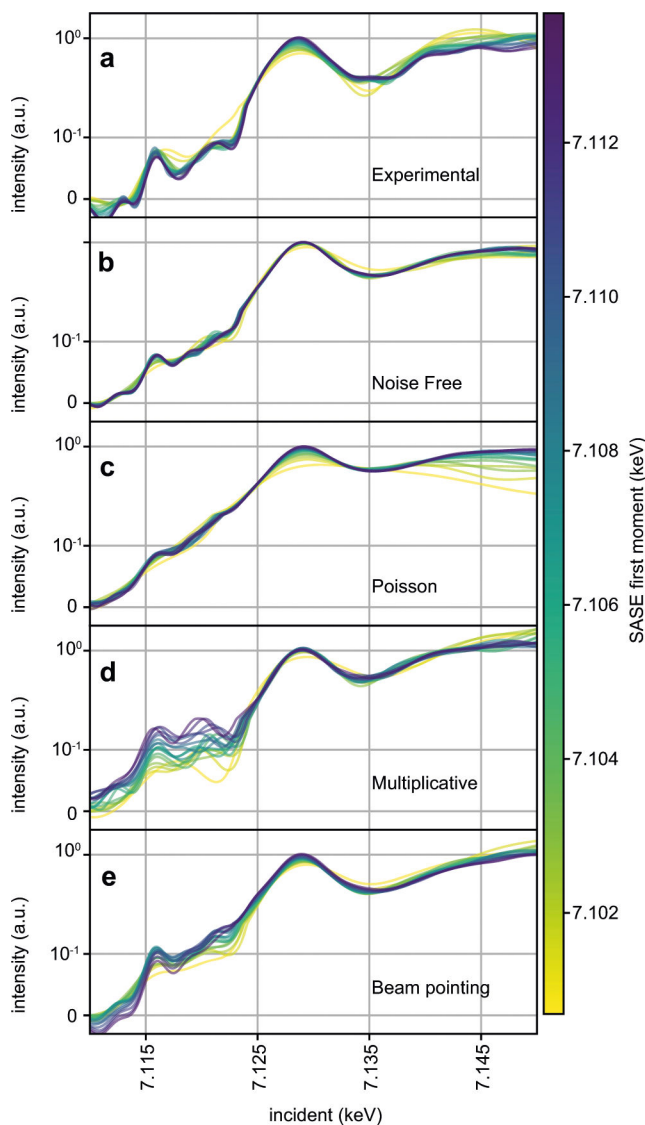 a
10⁰
10⁻¹
0
intensity (a.u.)
Experimental
b
10⁻¹
0
intensity (a.u.)
Noise Free
c
10⁰
10⁻¹
0
intensity (a.u.)
Poisson
d
10⁰
10⁻¹
0
intensity (a.u.)
Multiplicative
e
10⁰
10⁻¹
0
intensity (a.u.)
Beam pointing
7.115
7.125
7.135
7.145
incident (keV)
7.112
7.110
7.108
7.106
7.104
7.102
SASE first moment (keV)